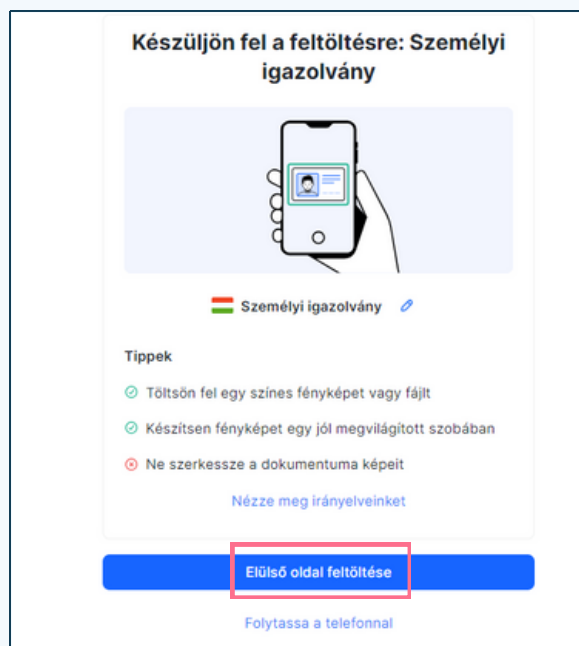 Készüljön fel a feltöltésre: Személyi
igazolvány
Személyi igazolvány
Tippek
Töltsön fel egy színes fényképet vagy fájlt
Készítsen fényképet egy jól megvilágított szobában
Ne szerkessze a dokumentuma képeit
Nézze meg irányelveinket
Elülső oldal feltöltése
Folytassa a telefonnal